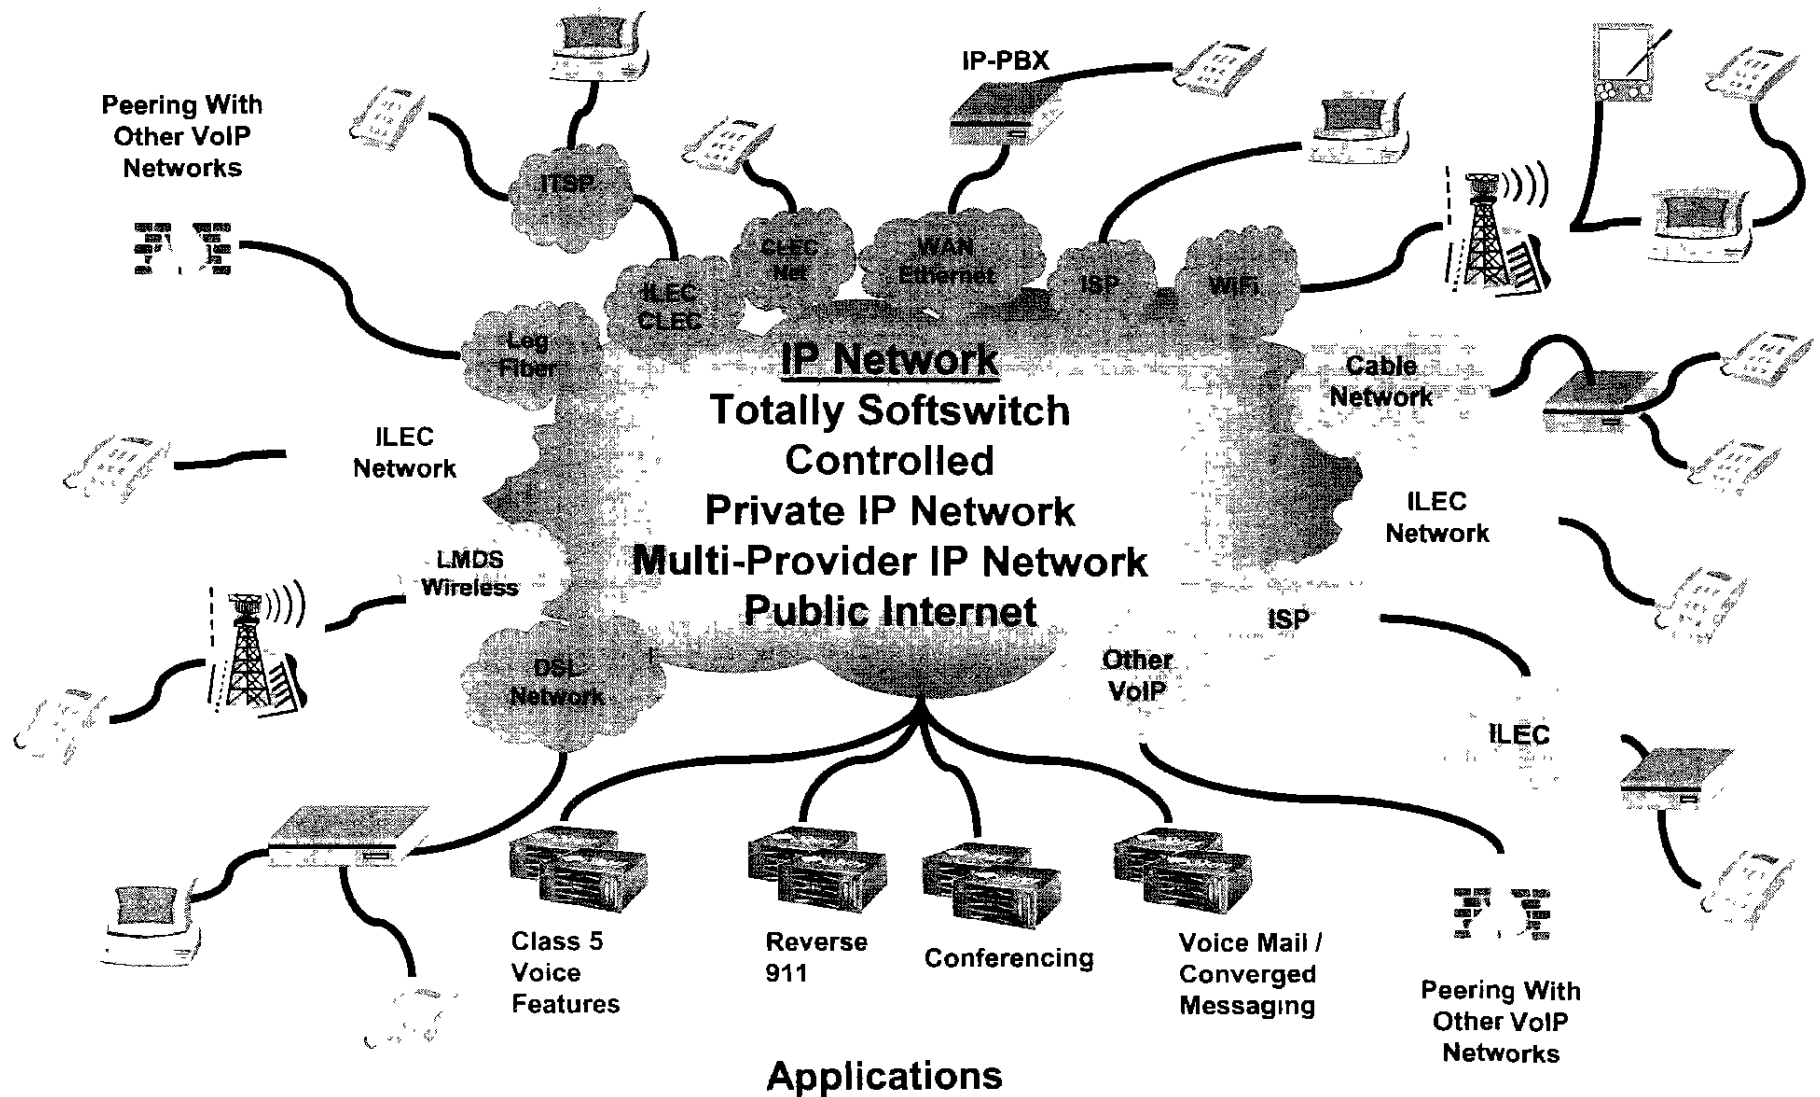 IP-PBX
Peering With
Other VoIP
Networks
ITSP
CLEC
Net
WAN
Ethernet
ISP
WiFi
ILEC
CLEC
Leg
Fiber
IP Network
Totally Softswitch
Controlled
Private IP Network
Multi-Provider IP Network
Public Internet
Cable
Network
ILEC
Network
ILEC
Network
LMDS
Wireless
ISP
DSL
Network
Other
VoIP
ILEC
Class 5
Voice
Features
Reverse
911
Conferencing
Voice Mail /
Converged
Messaging
Peering With
Other VoIP
Networks
Applications